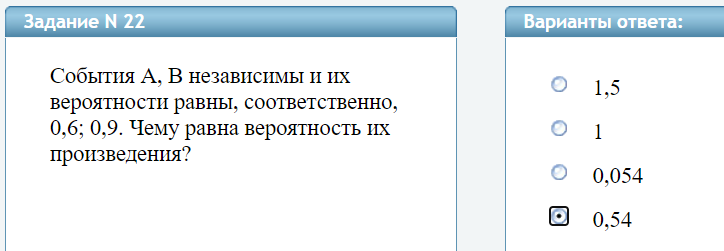 Задание N 22
События A, B независимы и их
вероятности равны, соответственно,
0,6; 0,9. Чему равна вероятность их
произведения?
Варианты ответа:
1,5
1
0,054
0,54